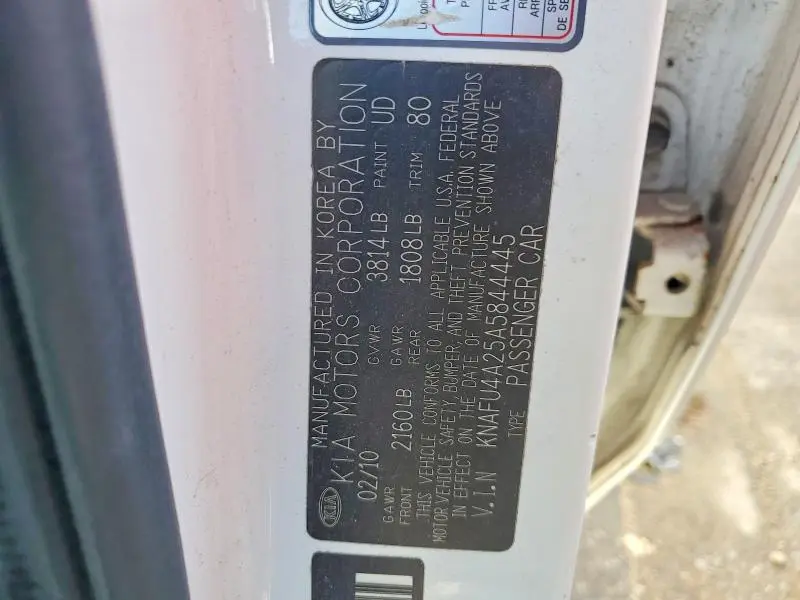 MANUFACTURED IN KOREA BY
KIA KIA MOTORS CORPORATION
02/10 GVWR 3814LB PAINT UD
GAWR FRONT 2160LB GAWR REAR 1808LB TRIM 80
THIS VEHICLE CONFORMS TO ALL APPLICABLE U.S.A. FEDERAL
MOTOR VEHICLE SAFETY, BUMPER, AND THEFT PREVENTION STANDARDS
IN EFFECT ON THE DATE OF MANUFACTURE SHOWN ABOVE
V.I.N KNAFU4A25A5844445
TYPE PASSENGER CAR